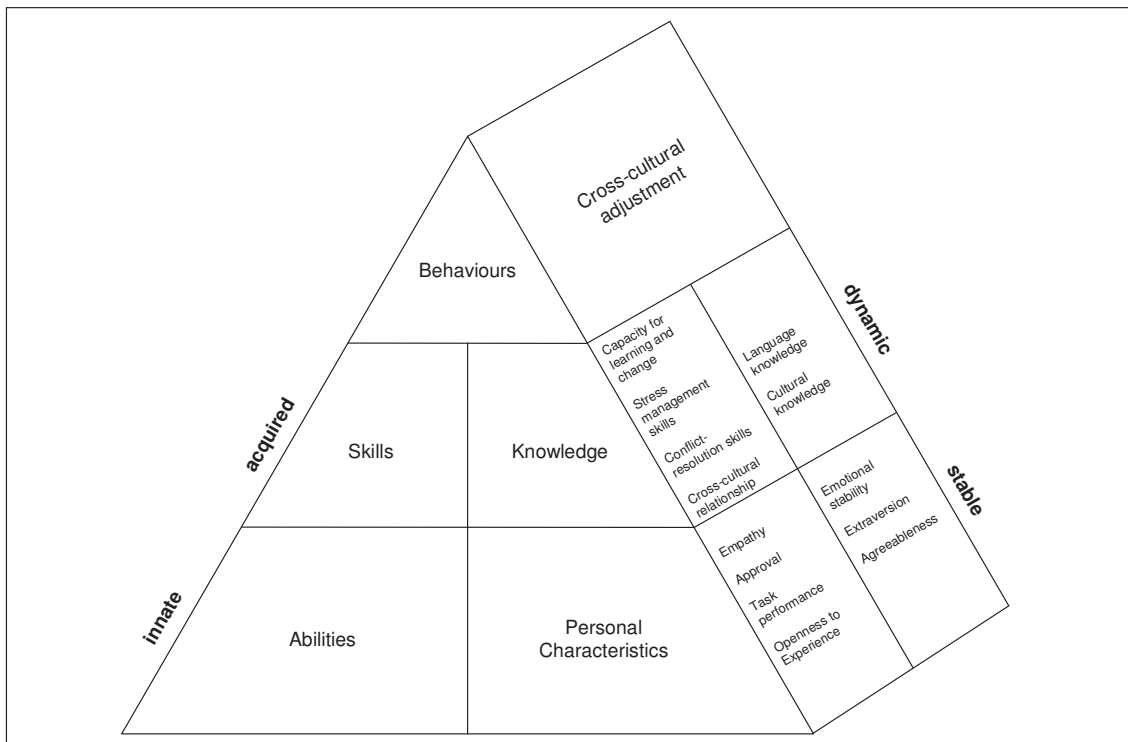 Cross-cultural
adjustment
Behaviours
dynamic
Capacity for
learning and
change
Stress
management
skills
Conflict-
resolution skills
Cross-cultural
relationship
Language
knowledge
Cultural
knowledge
acquired
Skills
Knowledge
stable
Empathy
Approval
Task
performance
Openness to
Experience
Emotional
stability
Extraversion
Agreeableness
innate
Abilities
Personal
Characteristics